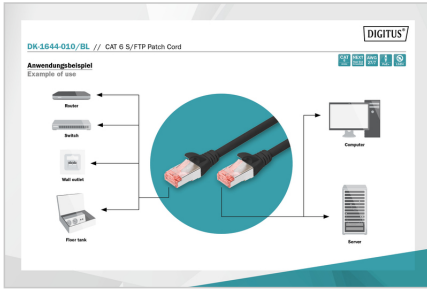 DIGITUS®
DK-1644-010/BL // CAT 6 S/FTP Patch Cord
Anwendungsbeispiel
Example of use
Router
Switch
Wall outlet
Floor tank
Computer
Server